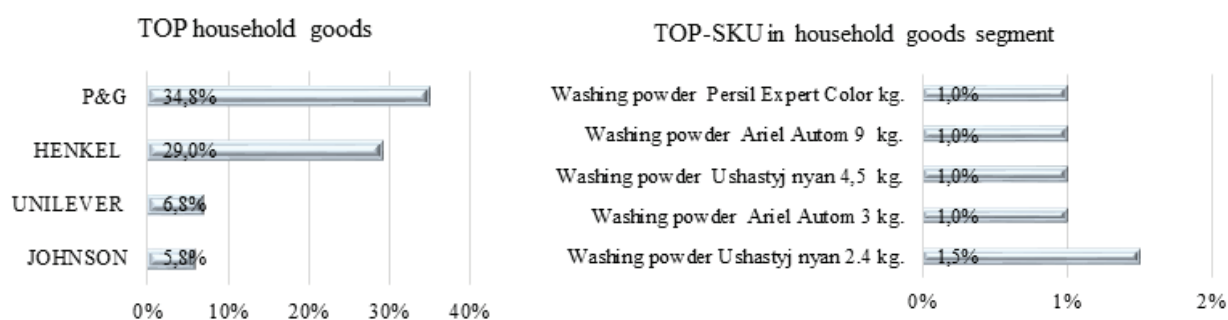 TOP household goods
P&G 34,8%
HENKEL 29,0%
UNILEVER 6,8%
JOHNSON 5,8%
0% 10% 20% 30% 40%
TOP-SKU in household goods segment
Washing powder Persil Expert Color kg. 1,0%
Washing powder Ariel Autom 9 kg. 1,0%
Washing powder Ushastyj nyan 4,5 kg. 1,0%
Washing powder Ariel Autom 3 kg. 1,0%
Washing powder Ushastyj nyan 2.4 kg. 1,5%
0% 1% 2%